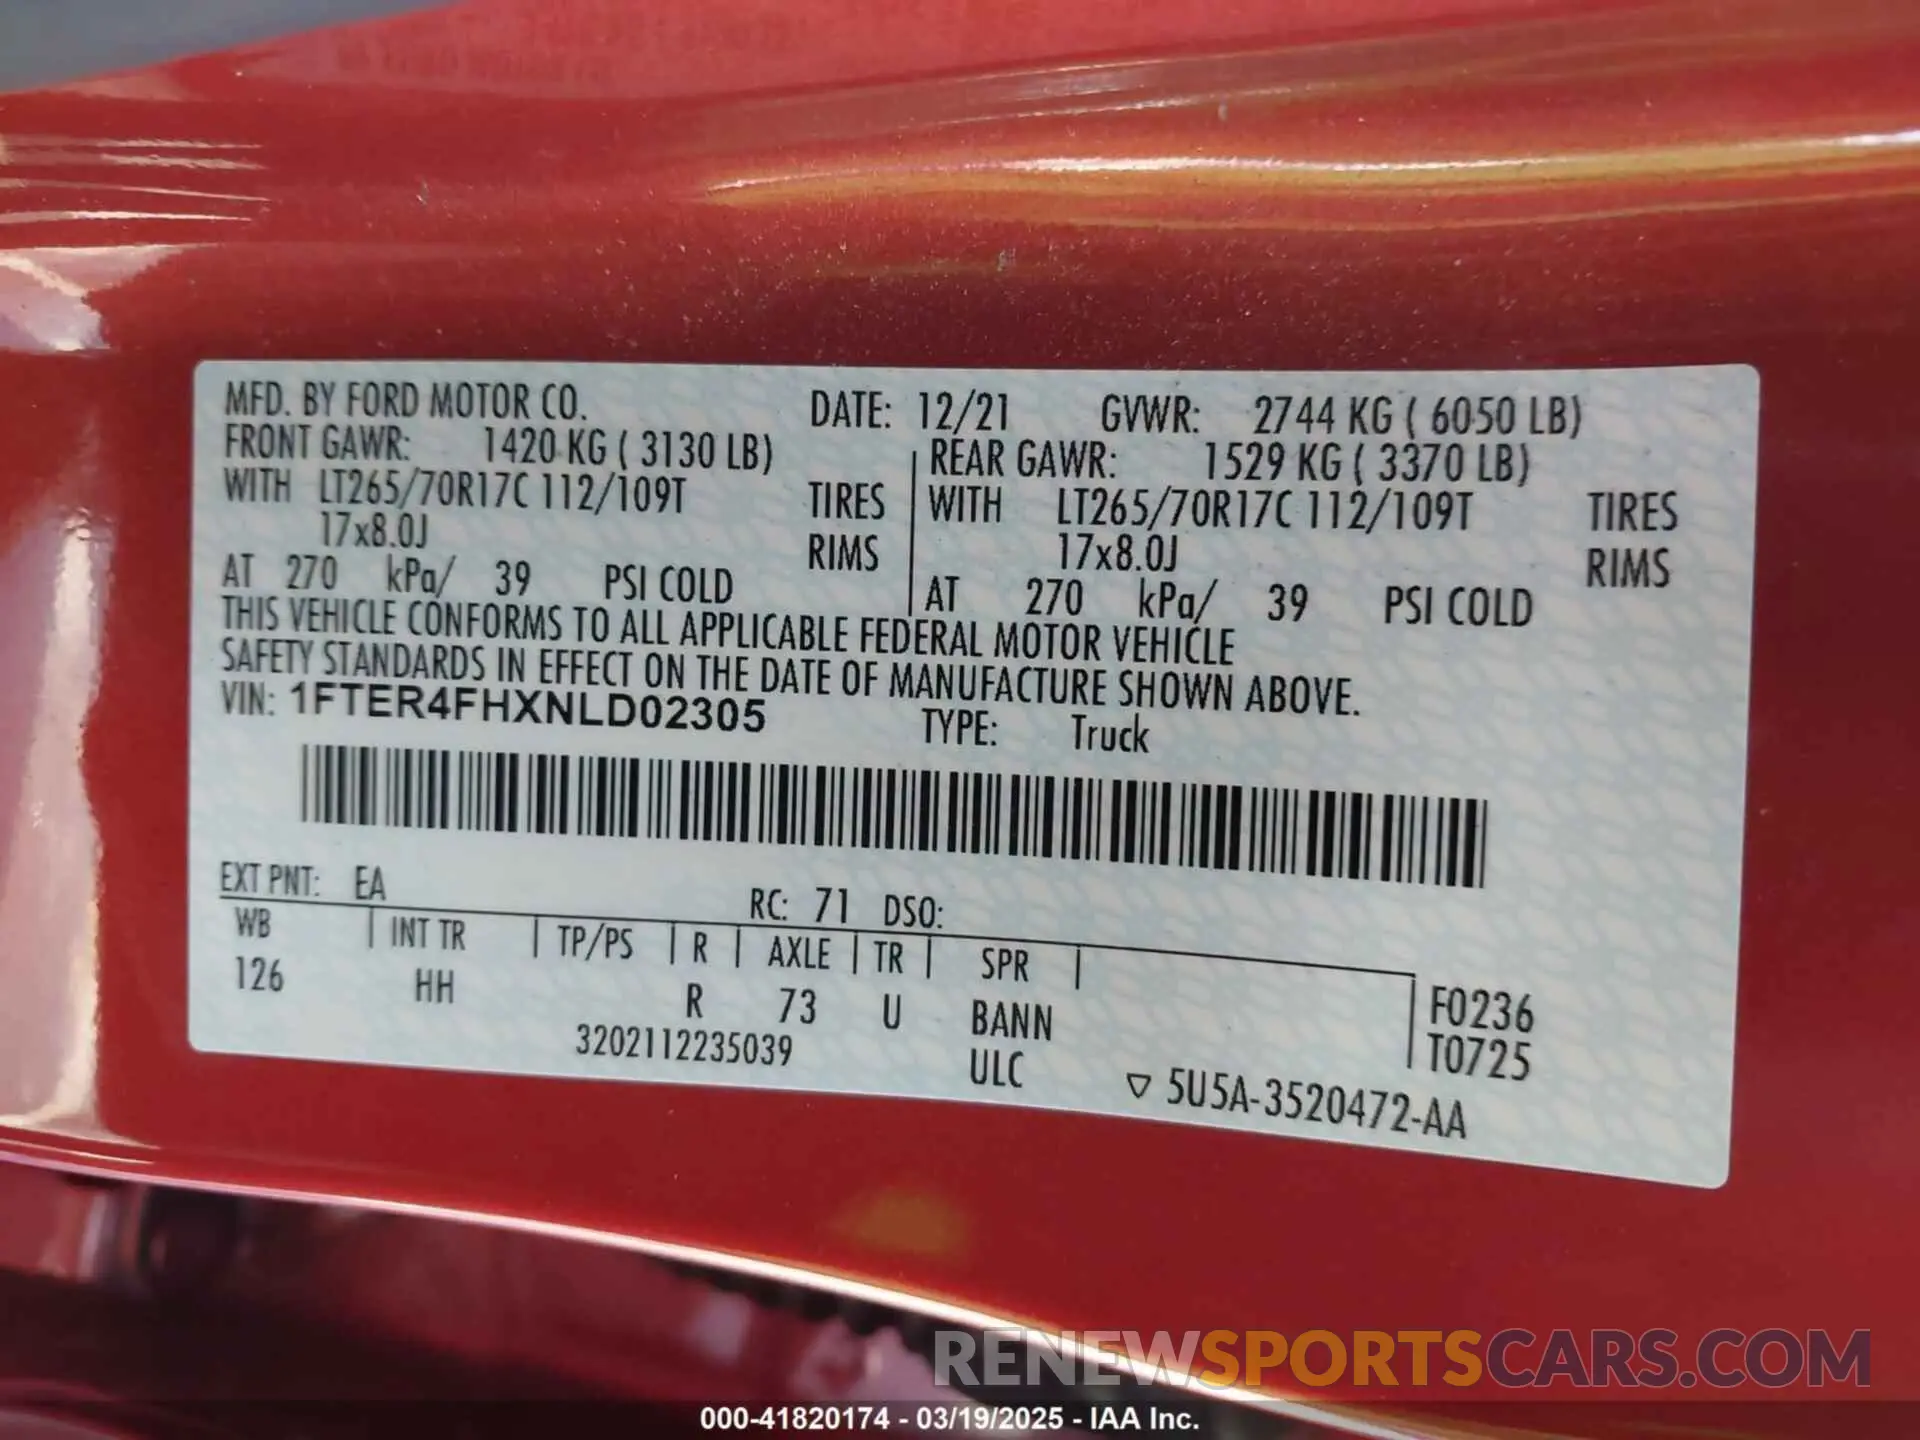 MFD. BY FORD MOTOR CO. DATE: 12/21 GVWR: 2744 KG ( 6050 LB)
FRONT GAWR: 1420 KG ( 3130 LB) REAR GAWR: 1529 KG ( 3370 LB)
WITH LT265/70R17C 112/109T TIRES WITH LT265/70R17C 112/109T TIRES
17x8.0J RIMS 17x8.0J RIMS
AT 270 kPa/ 39 PSI COLD AT 270 kPa/ 39 PSI COLD
THIS VEHICLE CONFORMS TO ALL APPLICABLE FEDERAL MOTOR VEHICLE
SAFETY STANDARDS IN EFFECT ON THE DATE OF MANUFACTURE SHOWN ABOVE.
VIN: 1FTER4FHXNLD02305 TYPE: Truck
EXT PNT: EA RC: 71 DSO:
WB INT TR TP/PS R AXLE TR SPR
126 HH R 73 U BANN F0236
3202112235039 ULC T0725
5U5A-3520472-AA
RENEWSPORTSCARS.COM
000-41820174 - 03/19/2025 - IAA Inc.